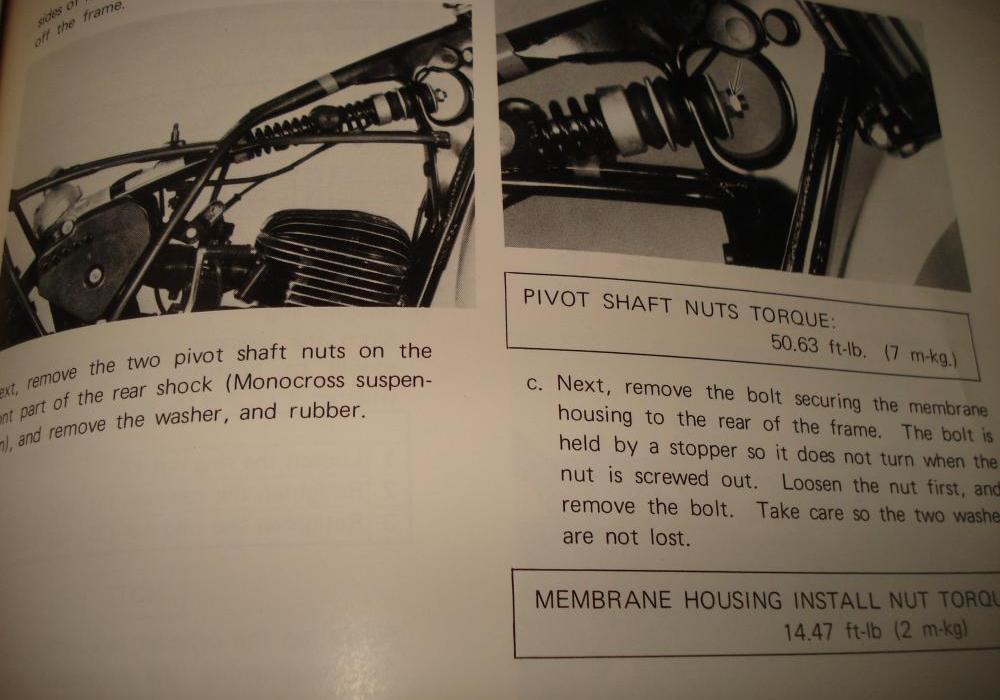 sides of
off the frame.
ext, remove the two pivot shaft nuts on the
nt part of the rear shock (Monocross suspen-
n), and remove the washer, and rubber.
PIVOT SHAFT NUTS TORQUE:
50.63 ft-lb. (7 m-kg.)
c. Next, remove the bolt securing the membrane
housing to the rear of the frame. The bolt is
held by a stopper so it does not turn when the
nut is screwed out. Loosen the nut first, and
remove the bolt. Take care so the two washe
are not lost.
MEMBRANE HOUSING INSTALL NUT TORQU
14.47 ft-lb (2 m-kg)